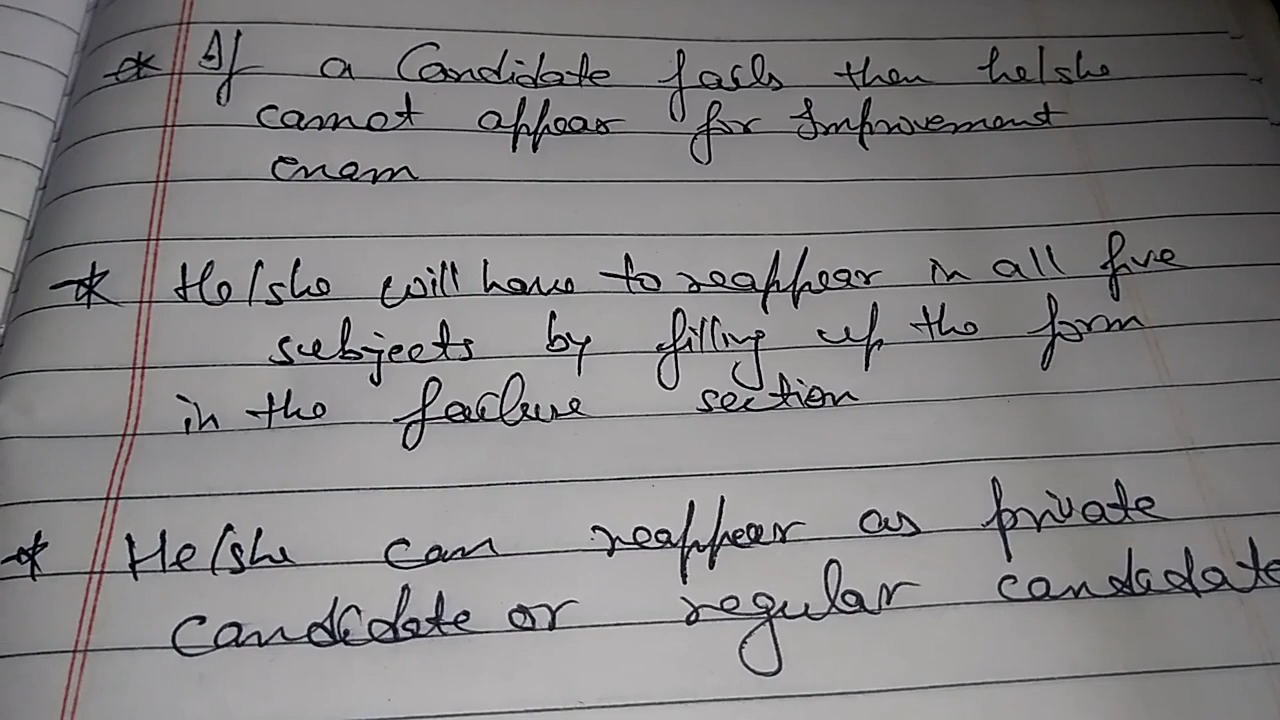 * If a Candidate fails then he/she
cannot appear for Improvement
exam
* He/she will have to reappear in all five
subjects by filling up the form
in the failure section
* He/she can reappear as private
candidate or regular candidate